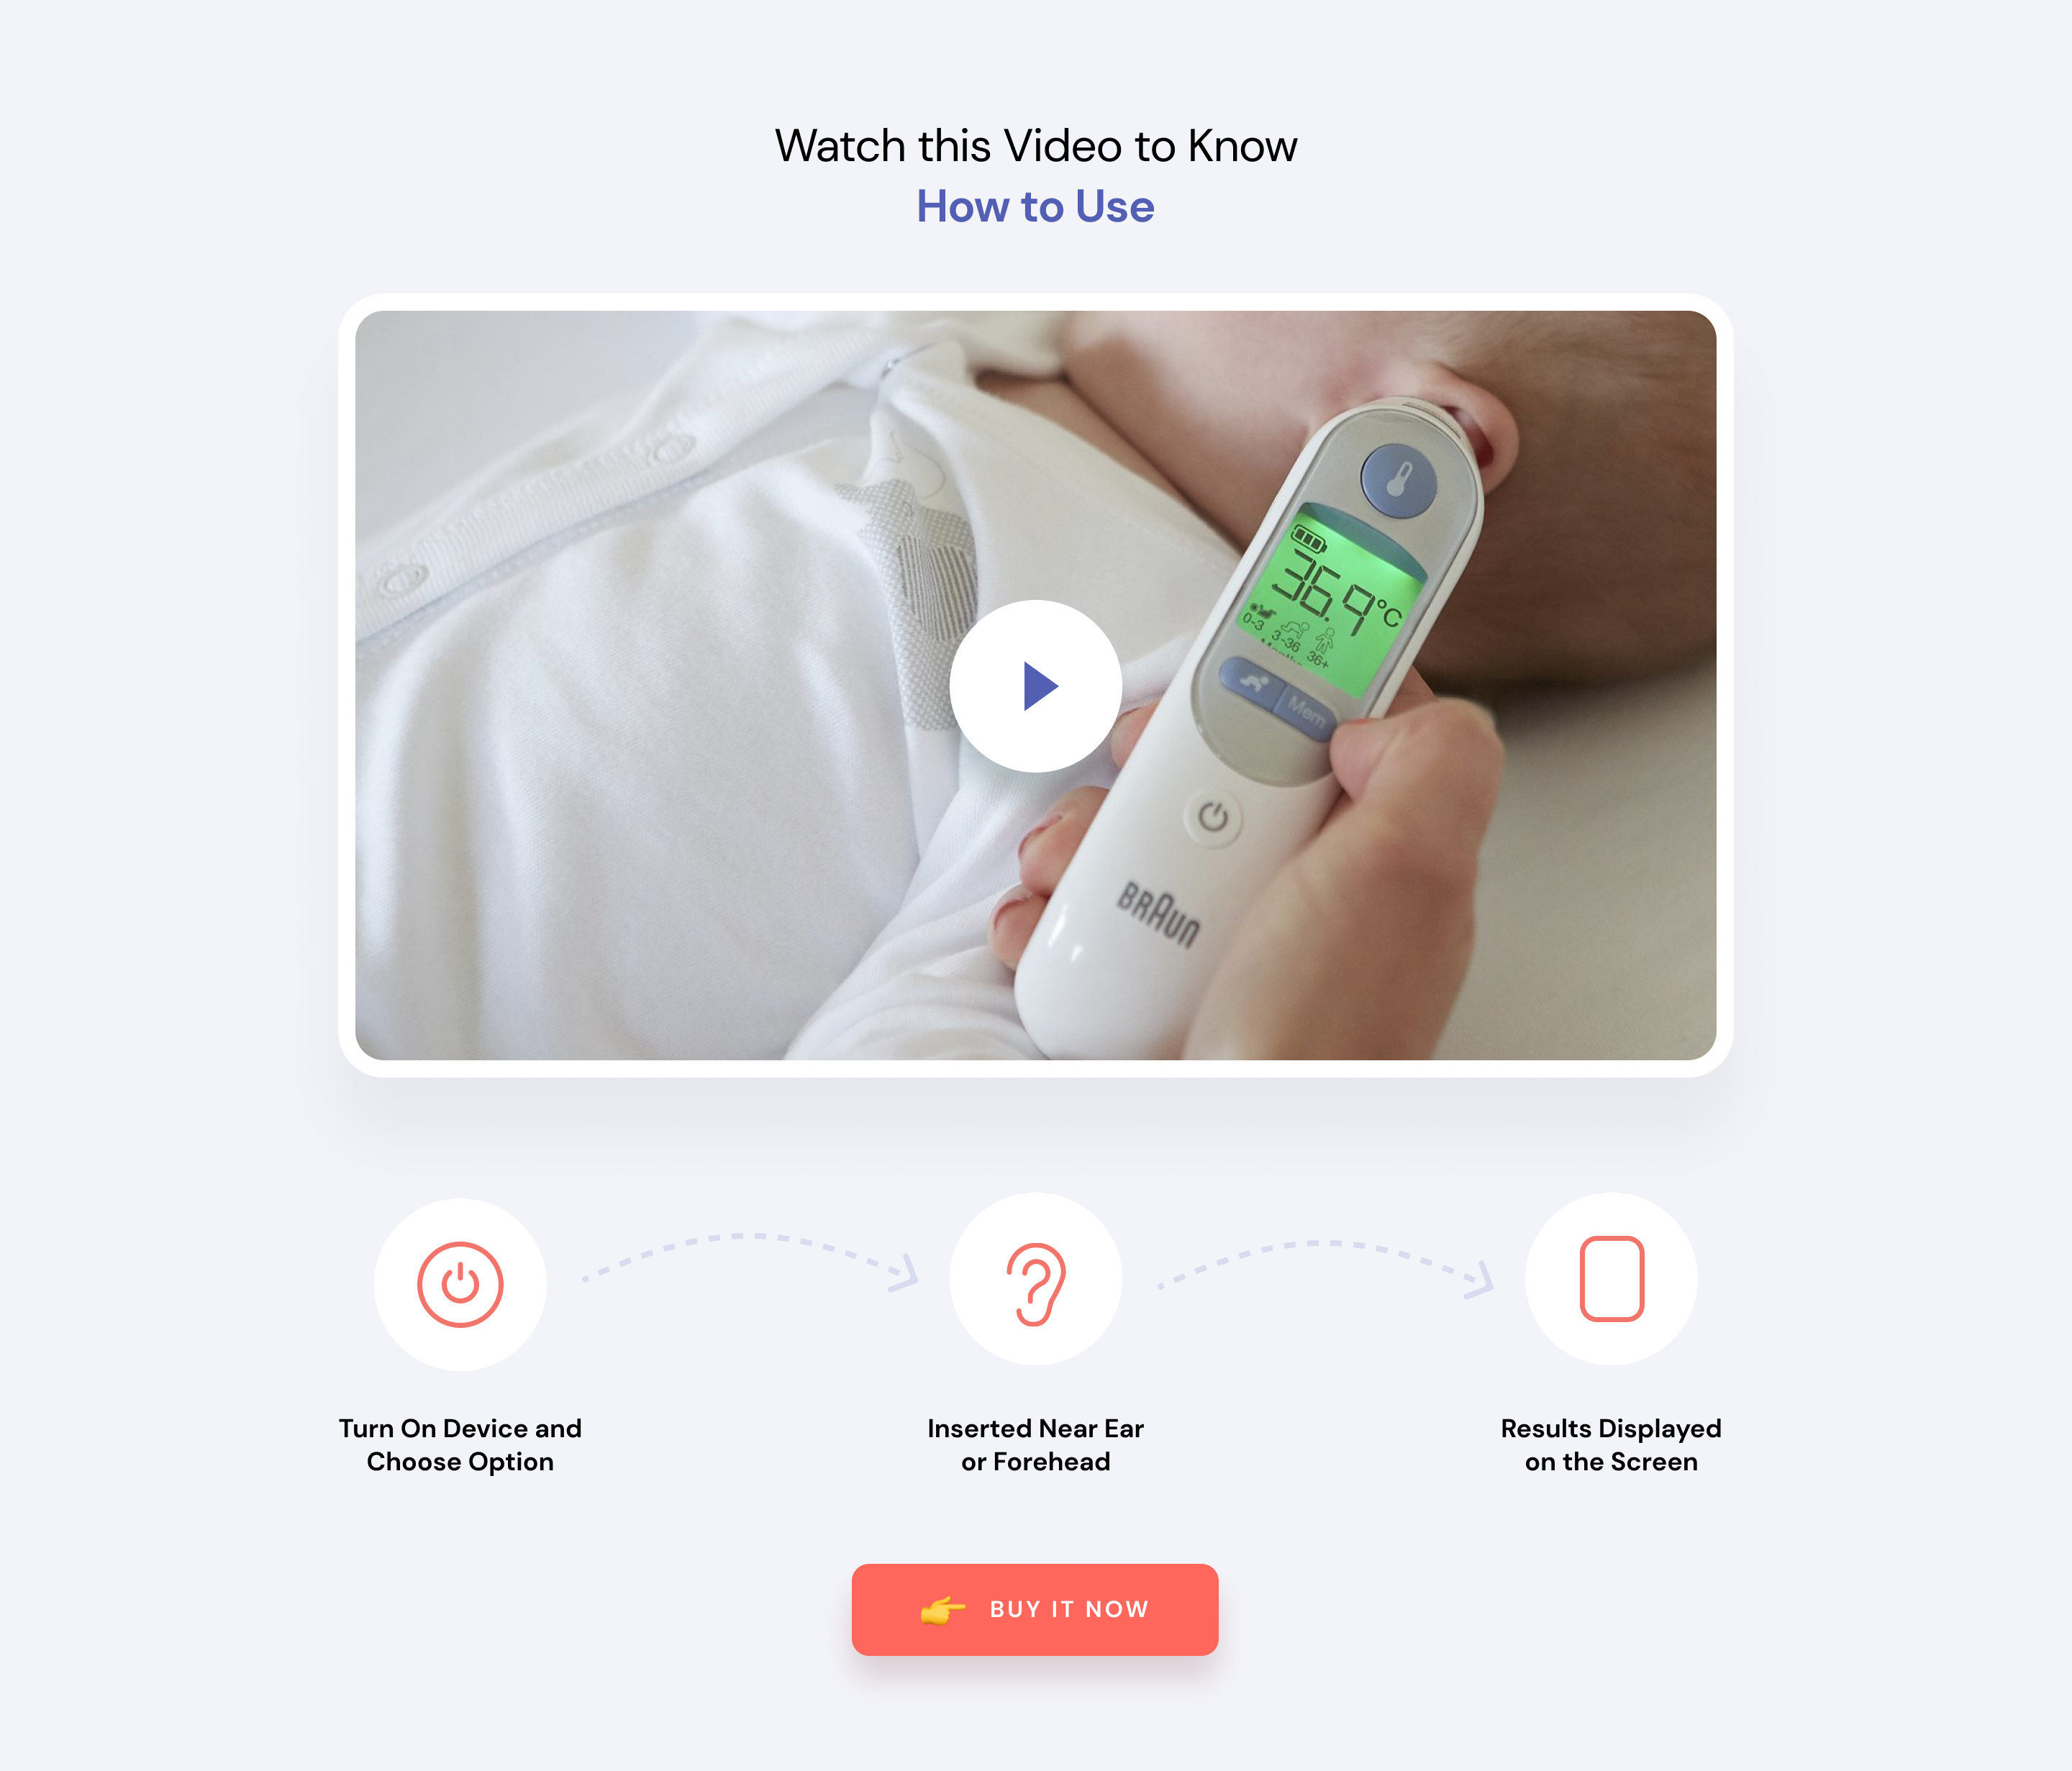 Watch this Video to Know
How to Use
36.9°C
0-3 3-36 36+
Months
Mem
BRAUN
Turn On Device and
Choose Option
Inserted Near Ear
or Forehead
Results Displayed
on the Screen
BUY IT NOW